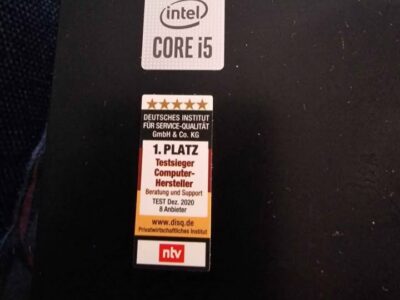 intel
CORE i5
DEUTSCHES INSTITUT
FÜR SERVICE-QUALITÄT
GmbH & Co. KG
1. PLATZ
Testsieger
Computer-
Hersteller
Beratung und Support
TEST Dez. 2020
8 Anbieter
www.disq.de
Privatwirtschaftliches Institut
ntv